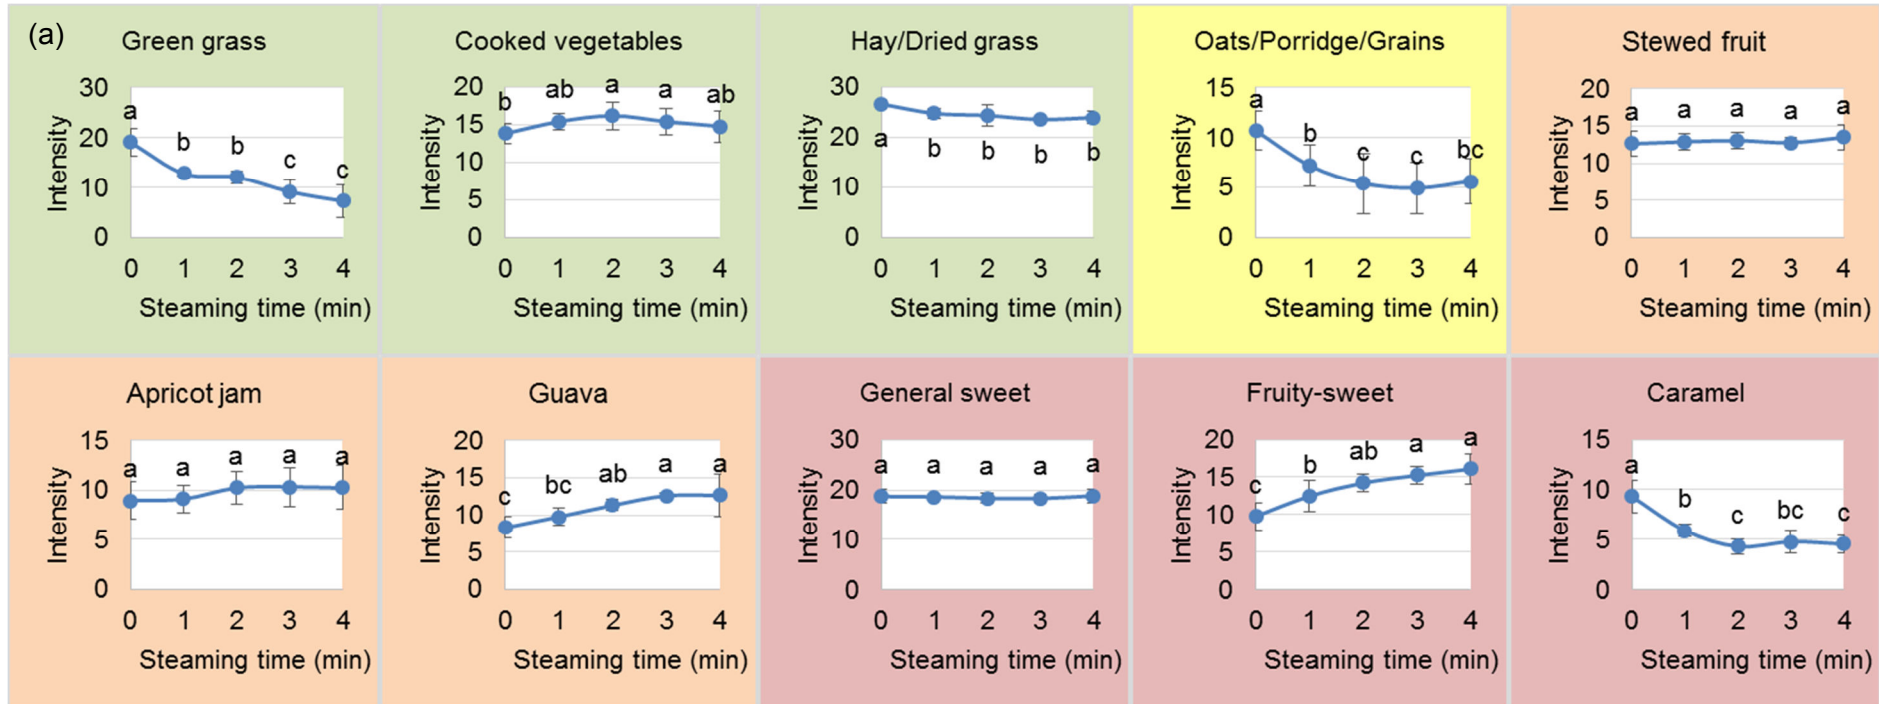 (a)
Green grass
30
20
10
0
Intensity
a
b
b
c
c
0 1 2 3 4
Steaming time (min)
Cooked vegetables
20
15
10
5
0
Intensity
b
ab
a
a
ab
0 1 2 3 4
Steaming time (min)
Hay/Dried grass
30
20
10
0
Intensity
a
b
b
b
b
0 1 2 3 4
Steaming time (min)
Oats/Porridge/Grains
15
10
5
0
Intensity
a
b
c
c
bc
0 1 2 3 4
Steaming time (min)
Stewed fruit
20
15
10
5
0
Intensity
a
a
a
a
a
0 1 2 3 4
Steaming time (min)
Apricot jam
15
10
5
0
Intensity
a
a
a
a
a
0 1 2 3 4
Steaming time (min)
Guava
20
15
10
5
0
Intensity
c
bc
ab
a
a
0 1 2 3 4
Steaming time (min)
General sweet
30
20
10
0
Intensity
a
a
a
a
a
0 1 2 3 4
Steaming time (min)
Fruity-sweet
20
15
10
5
0
Intensity
c
b
ab
a
a
0 1 2 3 4
Steaming time (min)
Caramel
15
10
5
0
Intensity
a
b
c
bc
c
0 1 2 3 4
Steaming time (min)